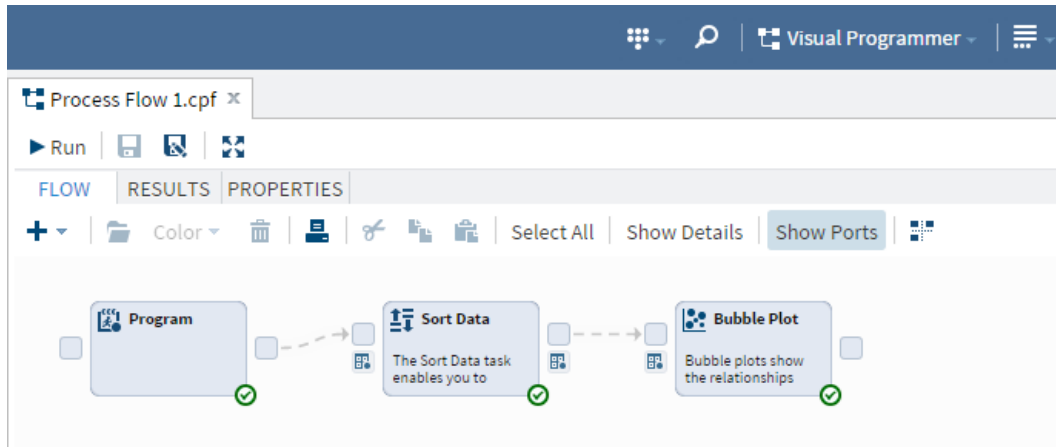 Visual Programmer
Process Flow 1.cpf
Run
FLOW RESULTS PROPERTIES
Color Select All Show Details Show Ports
Program
Sort Data
The Sort Data task
enables you to
Bubble Plot
Bubble plots show
the relationships